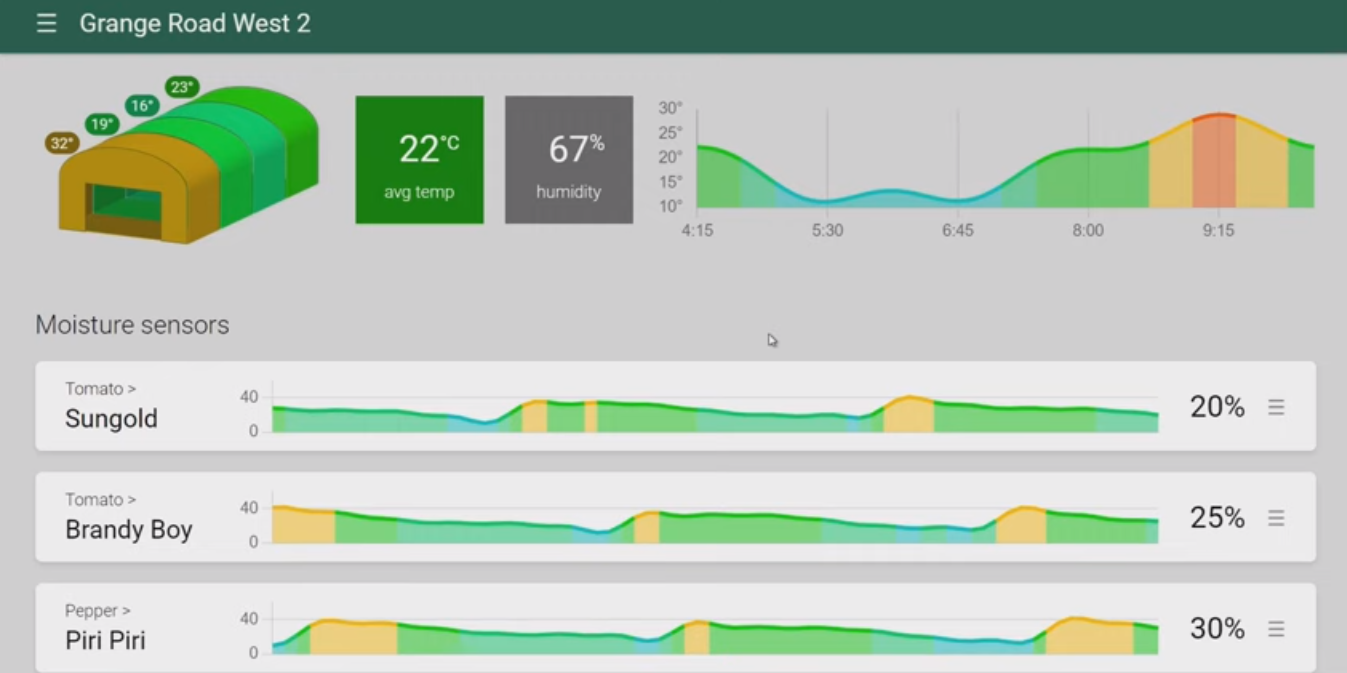 Grange Road West 2
23°
16°
19°
32°
22°C
avg temp
67%
humidity
30°
25°
20°
15°
10°
4:15 5:30 6:45 8:00 9:15
Moisture sensors
Tomato >
Sungold
40
0
20%
Tomato >
Brandy Boy
40
0
25%
Pepper >
Piri Piri
40
0
30%